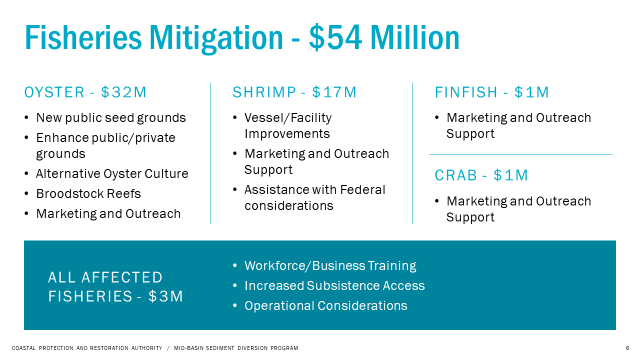 Fisheries Mitigation - $54 Million
OYSTER - $32M
• New public seed grounds
• Enhance public/private
grounds
• Alternative Oyster Culture
• Broodstock Reefs
• Marketing and Outreach
SHRIMP - $17M
• Vessel/Facility
Improvements
• Marketing and Outreach
Support
• Assistance with Federal
considerations
FINFISH - $1M
• Marketing and Outreach
Support
CRAB - $1M
• Marketing and Outreach
Support
ALL AFFECTED
FISHERIES - $3M
• Workforce/Business Training
• Increased Subsistence Access
• Operational Considerations
COASTAL PROTECTION AND RESTORATION AUTHORITY / MID-BASIN SEDIMENT DIVERSION PROGRAM
6